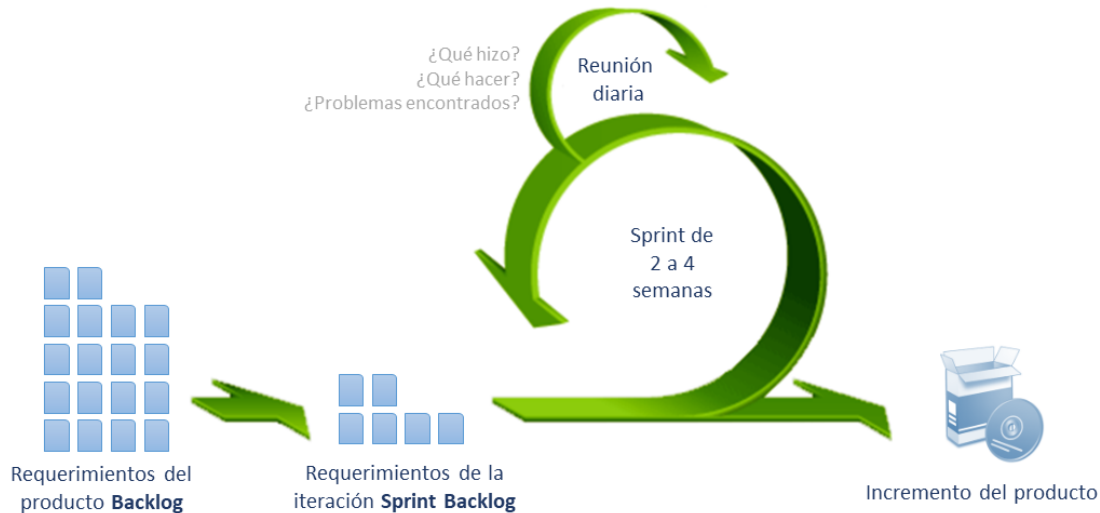 ¿Qué hizo?
¿Qué hacer?
¿Problemas encontrados?
Reunión
diaria
Sprint de
2 a 4
semanas
Requerimientos del
producto Backlog
Requerimientos de la
iteración Sprint Backlog
Incremento del producto